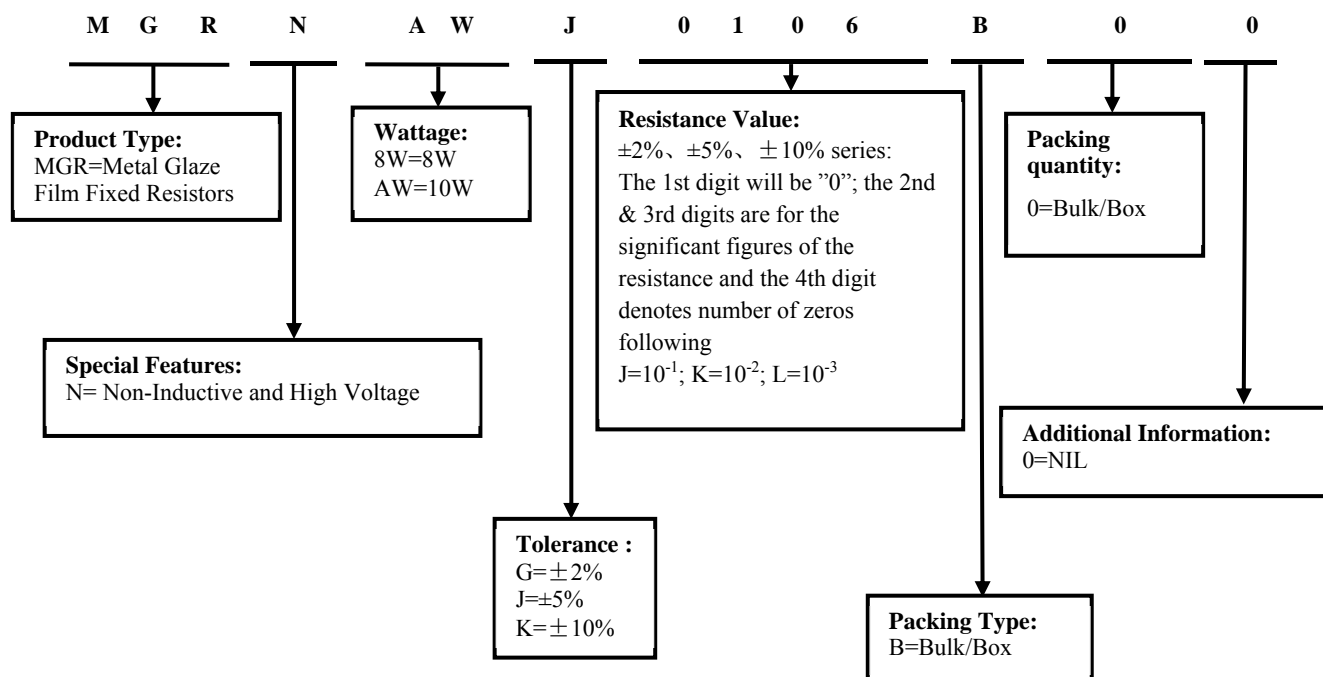 M G R N A W J 0 1 0 6 B 0 0
Product Type:
MGR=Metal Glaze
Film Fixed Resistors
Wattage:
8W=8W
AW=10W
Resistance Value:
±2%、±5%、±10% series:
The 1st digit will be ”0”; the 2nd
& 3rd digits are for the
significant figures of the
resistance and the 4th digit
denotes number of zeros
following
J=10⁻¹; K=10⁻²; L=10⁻³
Packing
quantity:
0=Bulk/Box
Special Features:
N= Non-Inductive and High Voltage
Additional Information:
0=NIL
Tolerance :
G=±2%
J=±5%
K=±10%
Packing Type:
B=Bulk/Box